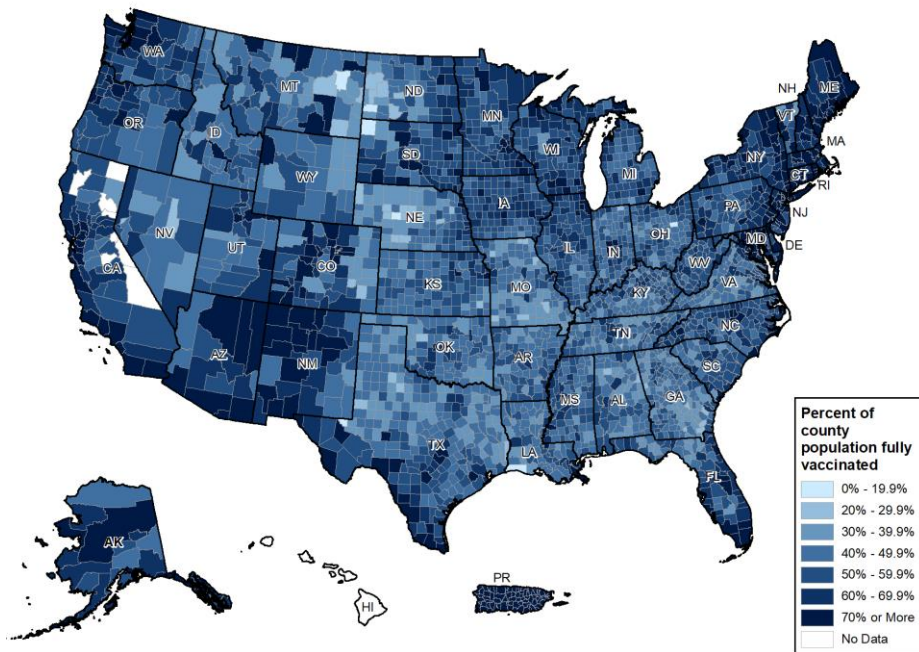 WA
MT
ND
MN
ME
NH
VT
OR
ID
SD
WI
NY
MA
WY
MI
CT
RI
IA
PA
NE
NJ
NV
OH
UT
IL
IN
MD
DE
CA
CO
WV
KS
MO
VA
KY
NC
TN
AZ
OK
NM
AR
SC
MS
AL
GA
TX
LA
FL
AK
HI
PR
Percent of
county
population fully
vaccinated
0% - 19.9%
20% - 29.9%
30% - 39.9%
40% - 49.9%
50% - 59.9%
60% - 69.9%
70% or More
No Data